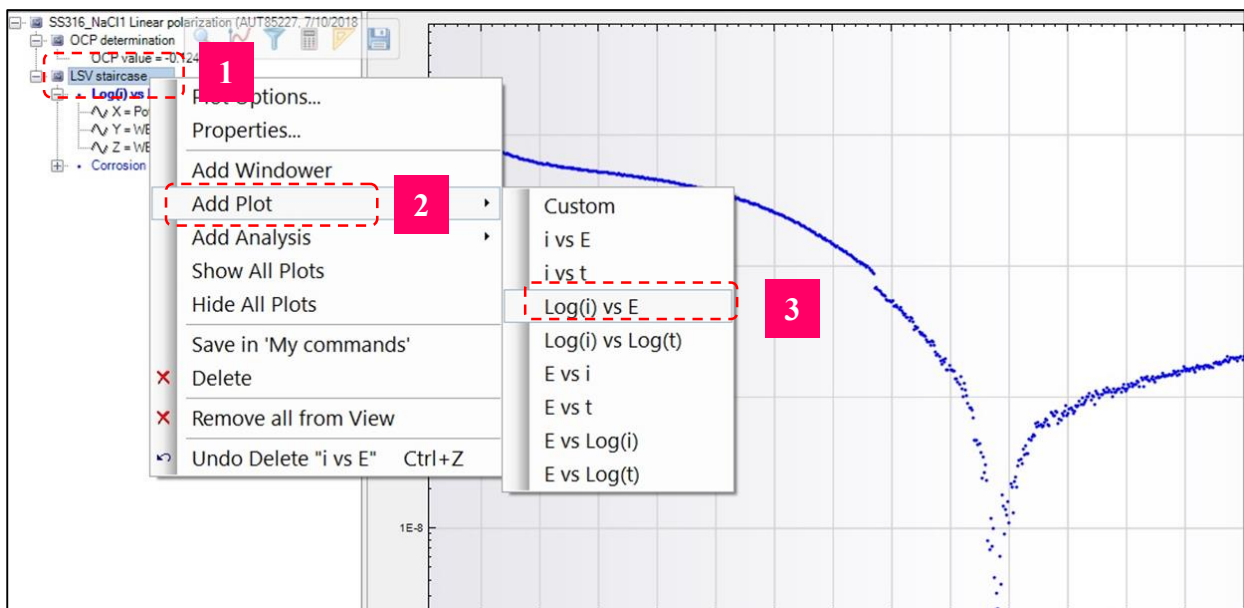 SS316_NaCl1 Linear polarization (AUT85227, 7/10/2018
OCP determination
OCP value = -0.124
LSV staircase
1
Log(i) vs
X = Po
Y = WE
Z = WE
Corrosion
Plot Options...
Properties...
Add Windower
Add Plot
2
Add Analysis
Show All Plots
Hide All Plots
Save in 'My commands'
Delete
Remove all from View
Undo Delete "i vs E" Ctrl+Z
Custom
i vs E
i vs t
Log(i) vs E
3
Log(i) vs Log(t)
E vs i
E vs t
E vs Log(i)
E vs Log(t)
1E-8